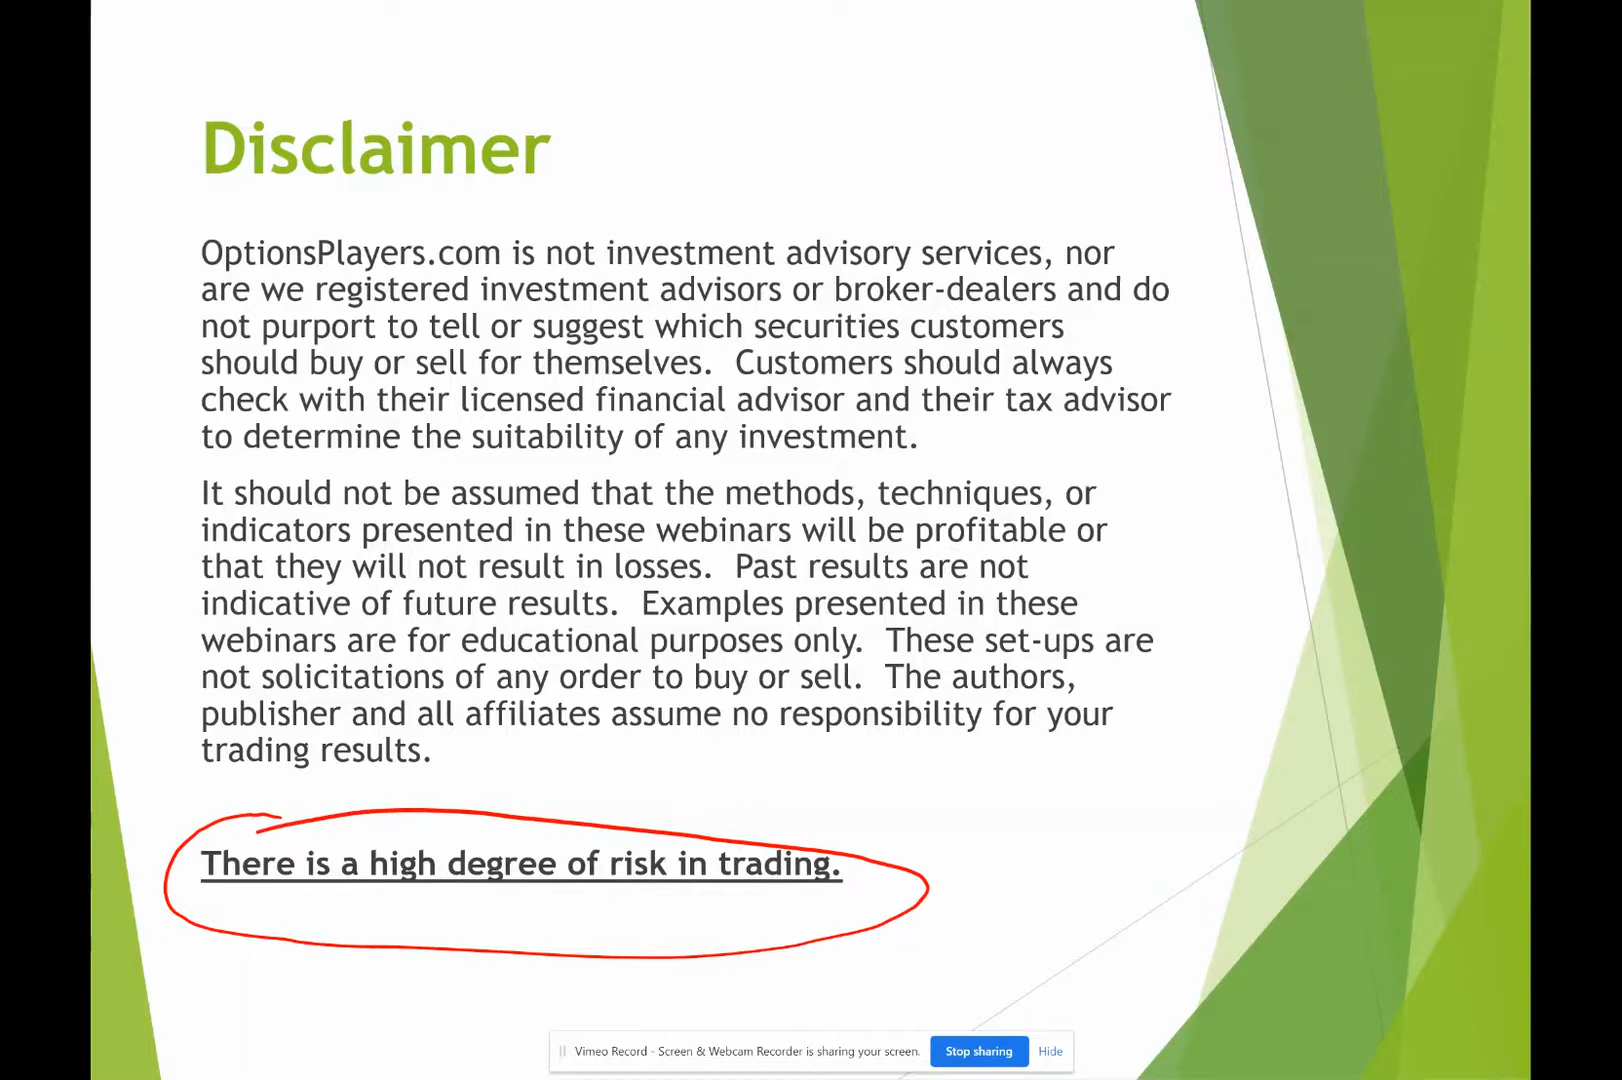 Disclaimer
OptionsPlayers.com is not investment advisory services, nor
are we registered investment advisors or broker-dealers and do
not purport to tell or suggest which securities customers
should buy or sell for themselves.  Customers should always
check with their licensed financial advisor and their tax advisor
to determine the suitability of any investment.
It should not be assumed that the methods, techniques, or
indicators presented in these webinars will be profitable or
that they will not result in losses.  Past results are not
indicative of future results.  Examples presented in these
webinars are for educational purposes only.  These set-ups are
not solicitations of any order to buy or sell.  The authors,
publisher and all affiliates assume no responsibility for your
trading results.
There is a high degree of risk in trading.
Vimeo Record - Screen & Webcam Recorder is sharing your screen. Stop sharing Hide